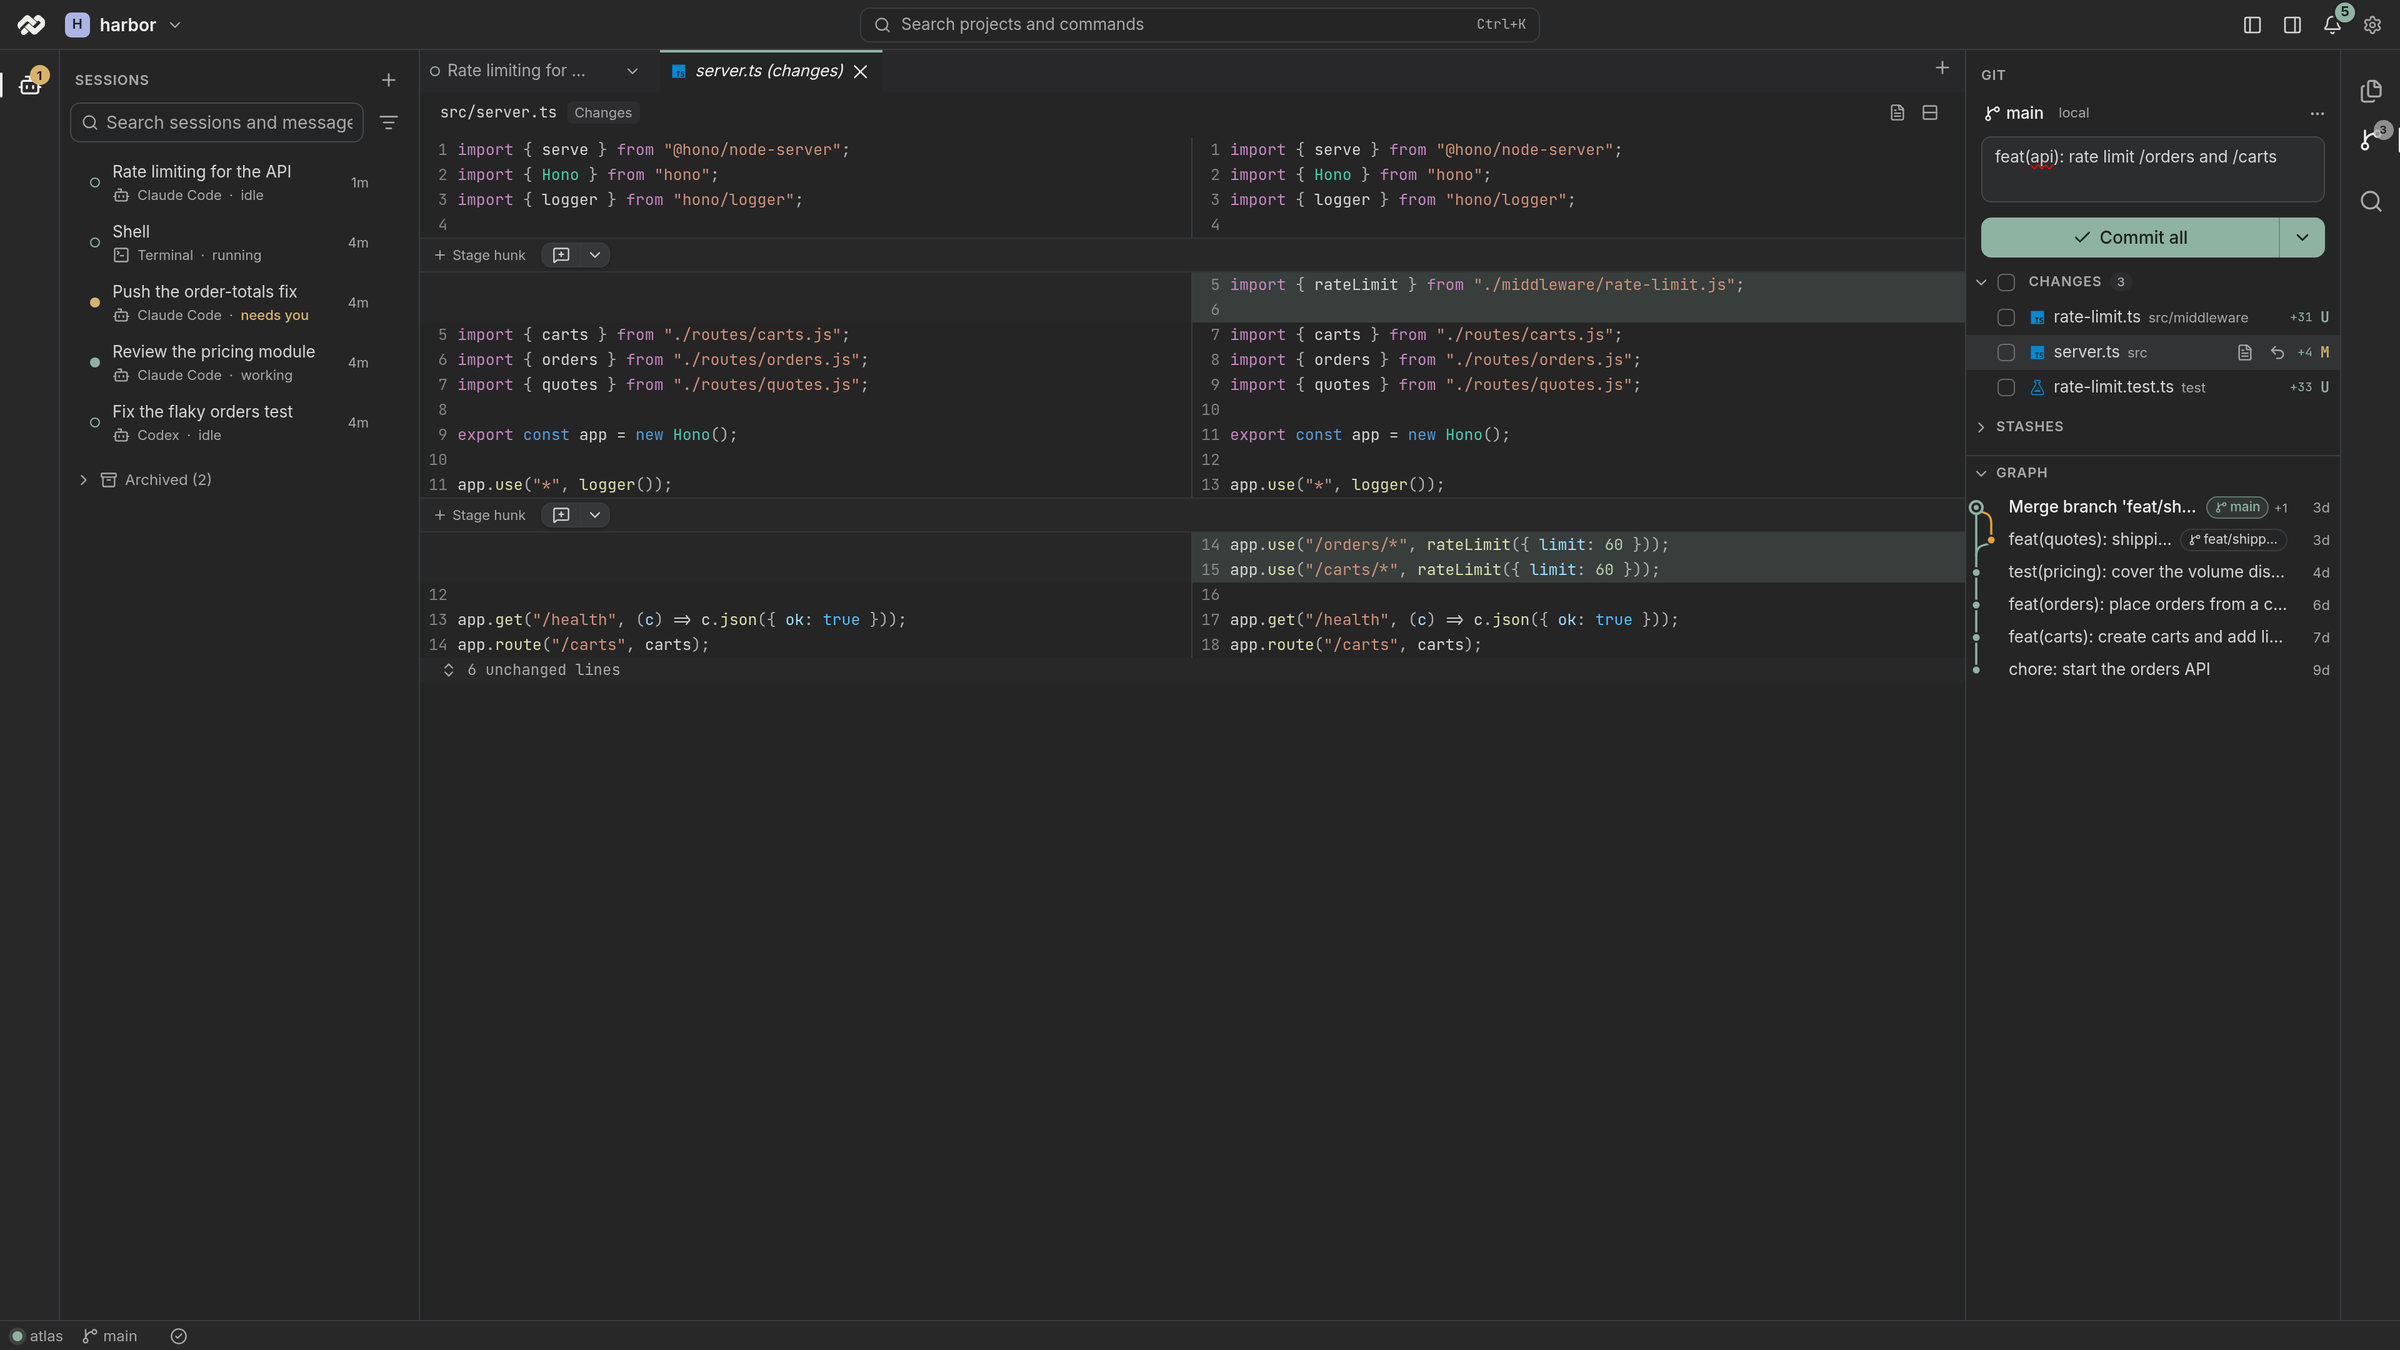 H harbor
Search projects and commands Ctrl+K
5
1
SESSIONS
Search sessions and message
Rate limiting for the API 1m
Claude Code · idle
Shell 4m
Terminal · running
Push the order-totals fix 4m
Claude Code · needs you
Review the pricing module 4m
Claude Code · working
Fix the flaky orders test 4m
Codex · idle
Archived (2)
Rate limiting for ...
TS server.ts (changes)
src/server.ts Changes
1 import { serve } from "@hono/node-server";
2 import { Hono } from "hono";
3 import { logger } from "hono/logger";
4
Stage hunk
5 import { carts } from "./routes/carts.js";
6 import { orders } from "./routes/orders.js";
7 import { quotes } from "./routes/quotes.js";
8
9 export const app = new Hono();
10
11 app.use("*", logger());
Stage hunk
12
13 app.get("/health", (c) => c.json({ ok: true }));
14 app.route("/carts", carts);
6 unchanged lines
1 import { serve } from "@hono/node-server";
2 import { Hono } from "hono";
3 import { logger } from "hono/logger";
4
5 import { rateLimit } from "./middleware/rate-limit.js";
6
7 import { carts } from "./routes/carts.js";
8 import { orders } from "./routes/orders.js";
9 import { quotes } from "./routes/quotes.js";
10
11 export const app = new Hono();
12
13 app.use("*", logger());
14 app.use("/orders/*", rateLimit({ limit: 60 }));
15 app.use("/carts/*", rateLimit({ limit: 60 }));
16
17 app.get("/health", (c) => c.json({ ok: true }));
18 app.route("/carts", carts);
GIT
main local
feat(api): rate limit /orders and /carts
Commit all
CHANGES 3
TS rate-limit.ts src/middleware +31 U
TS server.ts src +4 M
rate-limit.test.ts test +33 U
STASHES
GRAPH
Merge branch 'feat/sh... main +1 3d
feat(quotes): shippi... feat/shipp... 3d
test(pricing): cover the volume dis... 4d
feat(orders): place orders from a c... 6d
feat(carts): create carts and add li... 7d
chore: start the orders API 9d
3
atlas main